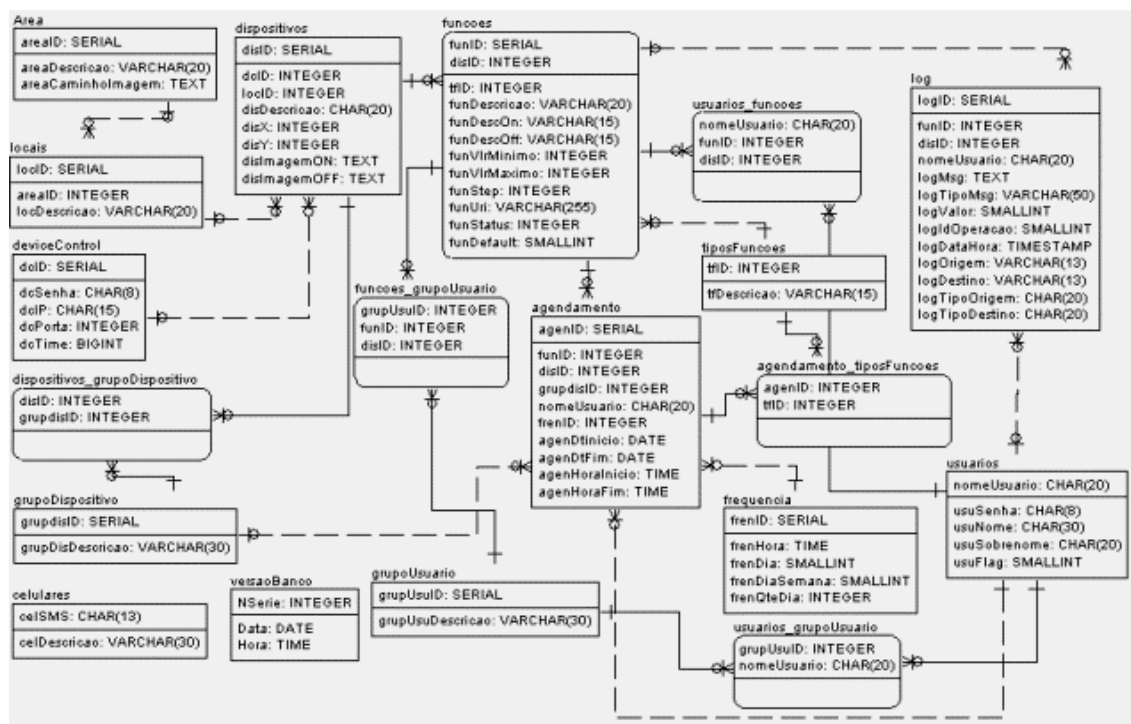 Área
areaID: SERIAL
areaDescricao: VARCHAR(20)
areaCaminhoImagem: TEXT
locais
locID: SERIAL
areaID: INTEGER
locDescricao: VARCHAR(20)
deviceControl
dcID: SERIAL
dcSenha: CHAR(8)
dcIP: CHAR(15)
dcPorta: INTEGER
dcTime: BIGINT
dispositivos_grupoDispositivo
disID: INTEGER
grupdisID: INTEGER
grupoDispositivo
grupdisID: SERIAL
grupDisDescricao: VARCHAR(30)
celulares
celSMS: CHAR(13)
celDescricao: VARCHAR(30)
dispositivos
disID: SERIAL
dcID: INTEGER
locID: INTEGER
disDescricao: CHAR(20)
disX: INTEGER
disY: INTEGER
disImagemON: TEXT
disImagemOFF: TEXT
versaoBanco
NSerie: INTEGER
Data: DATE
Hora: TIME
funcoes
funID: SERIAL
disID: INTEGER
tfID: INTEGER
funDescricao: VARCHAR(20)
funDescOn: VARCHAR(15)
funDescOff: VARCHAR(15)
funVlrMinimo: INTEGER
funVlrMaximo: INTEGER
funStep: INTEGER
funUri: VARCHAR(255)
funStatus: INTEGER
funDefault: SMALLINT
funcoes_grupoUsuario
grupUsuID: INTEGER
funID: INTEGER
disID: INTEGER
grupoUsuario
grupUsuID: SERIAL
grupUsuDescricao: VARCHAR(30)
agendamento
agenID: SERIAL
funID: INTEGER
disID: INTEGER
grupdisID: INTEGER
nomeUsuario: CHAR(20)
frenID: INTEGER
agenDtinicio: DATE
agenDtFim: DATE
agenHoraInicio: TIME
agenHoraFim: TIME
usuarios_funcoes
nomeUsuario: CHAR(20)
funID: INTEGER
disID: INTEGER
tiposFuncoes
tfID: INTEGER
tfDescricao: VARCHAR(15)
agendamento_tiposFuncoes
agenID: INTEGER
tfID: INTEGER
frequencia
frenID: SERIAL
frenHora: TIME
frenDia: SMALLINT
frenDiaSemana: SMALLINT
frenQteDia: INTEGER
usuarios_grupoUsuario
grupUsuID: INTEGER
nomeUsuario: CHAR(20)
log
logID: SERIAL
funID: INTEGER
disID: INTEGER
nomeUsuario: CHAR(20)
logMsg: TEXT
logTipoMsg: VARCHAR(50)
logValor: SMALLINT
logIdOperacao: SMALLINT
logDataHora: TIMESTAMP
logOrigem: VARCHAR(13)
logDestino: VARCHAR(13)
logTipoOrigem: CHAR(20)
logTipoDestino: CHAR(20)
usuarios
nomeUsuario: CHAR(20)
usuSenha: CHAR(8)
usuNome: CHAR(30)
usuSobrenome: CHAR(20)
usuFlag: SMALLINT